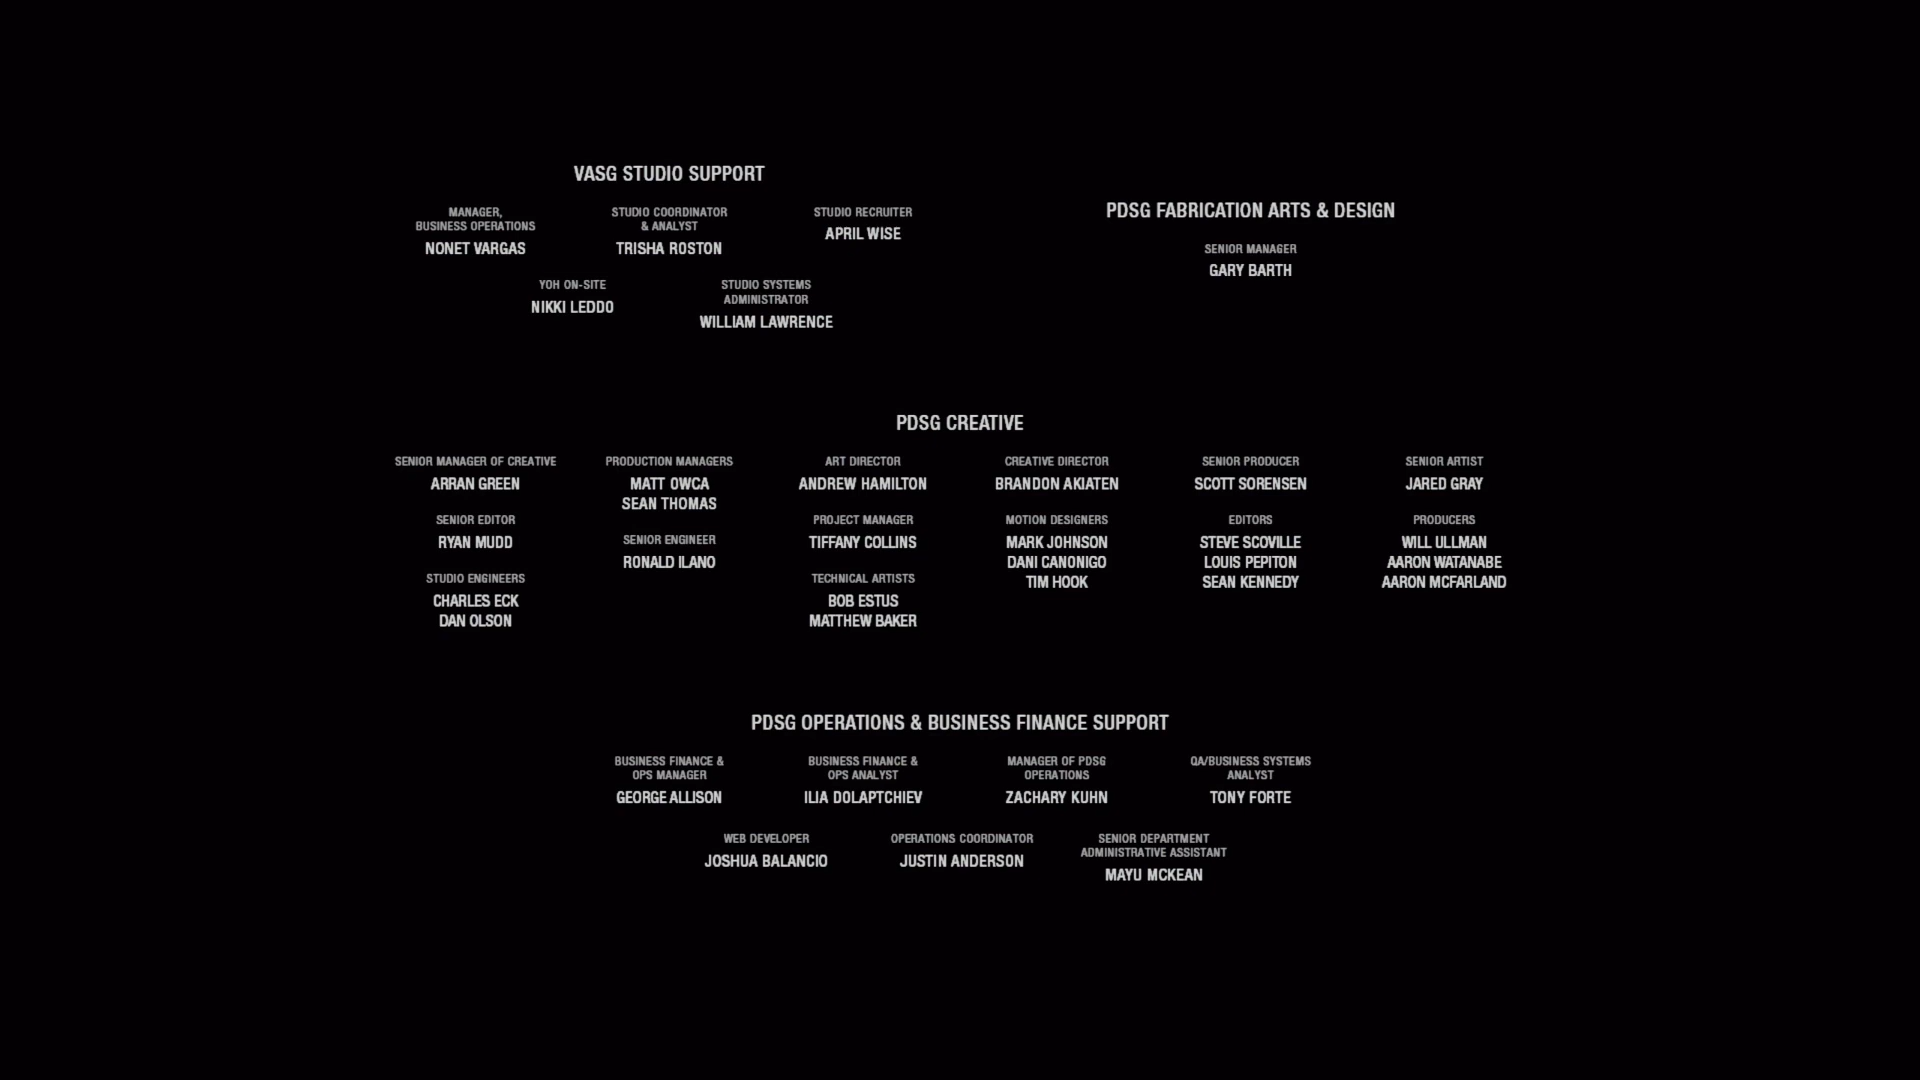 VASG STUDIO SUPPORT
MANAGER,
BUSINESS OPERATIONS
NONET VARGAS
STUDIO COORDINATOR
& ANALYST
TRISHA ROSTON
STUDIO RECRUITER
APRIL WISE
YOH ON-SITE
NIKKI LEDDO
STUDIO SYSTEMS
ADMINISTRATOR
WILLIAM LAWRENCE
PDSG FABRICATION ARTS & DESIGN
SENIOR MANAGER
GARY BARTH
PDSG CREATIVE
SENIOR MANAGER OF CREATIVE
ARRAN GREEN
PRODUCTION MANAGERS
MATT OWCA
SEAN THOMAS
ART DIRECTOR
ANDREW HAMILTON
CREATIVE DIRECTOR
BRANDON AKIATEN
SENIOR PRODUCER
SCOTT SORENSEN
SENIOR ARTIST
JARED GRAY
SENIOR EDITOR
RYAN MUDD
SENIOR ENGINEER
RONALD ILANO
PROJECT MANAGER
TIFFANY COLLINS
MOTION DESIGNERS
MARK JOHNSON
DANI CANONIGO
TIM HOOK
EDITORS
STEVE SCOVILLE
LOUIS PEPITON
SEAN KENNEDY
PRODUCERS
WILL ULLMAN
AARON WATANABE
AARON MCFARLAND
STUDIO ENGINEERS
CHARLES ECK
DAN OLSON
TECHNICAL ARTISTS
BOB ESTUS
MATTHEW BAKER
PDSG OPERATIONS & BUSINESS FINANCE SUPPORT
BUSINESS FINANCE &
OPS MANAGER
GEORGE ALLISON
BUSINESS FINANCE &
OPS ANALYST
ILIA DOLAPTCHIEV
MANAGER OF PDSG
OPERATIONS
ZACHARY KUHN
QA/BUSINESS SYSTEMS
ANALYST
TONY FORTE
WEB DEVELOPER
JOSHUA BALANCIO
OPERATIONS COORDINATOR
JUSTIN ANDERSON
SENIOR DEPARTMENT
ADMINISTRATIVE ASSISTANT
MAYU MCKEAN